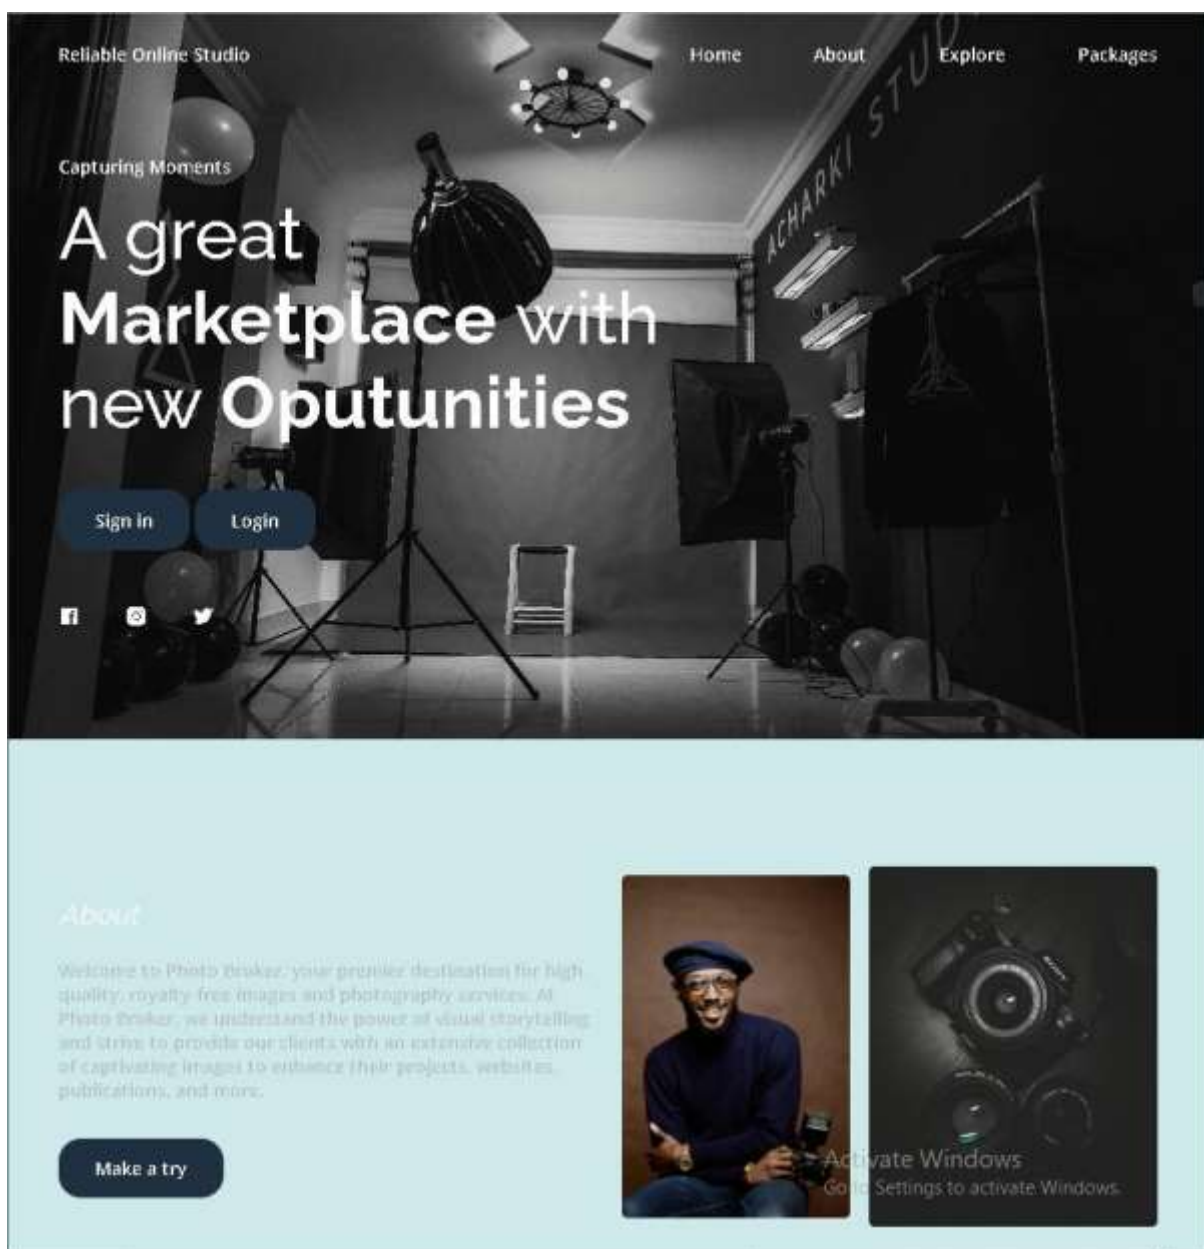 Reliable Online Studio
Home About Explore Packages
ACHARKI STUD
Capturing Moments
A great
Marketplace with
new Oputunities
Sign in Login
About
Welcome to Photo Broker, your premier destination for high-
quality, royalty-free images and photography services. At
Photo Broker, we understand the power of visual storytelling
and strive to provide our clients with an extensive collection
of captivating images to enhance their projects, websites,
publications, and more.
Make a try
Activate Windows
Go to Settings to activate Windows.